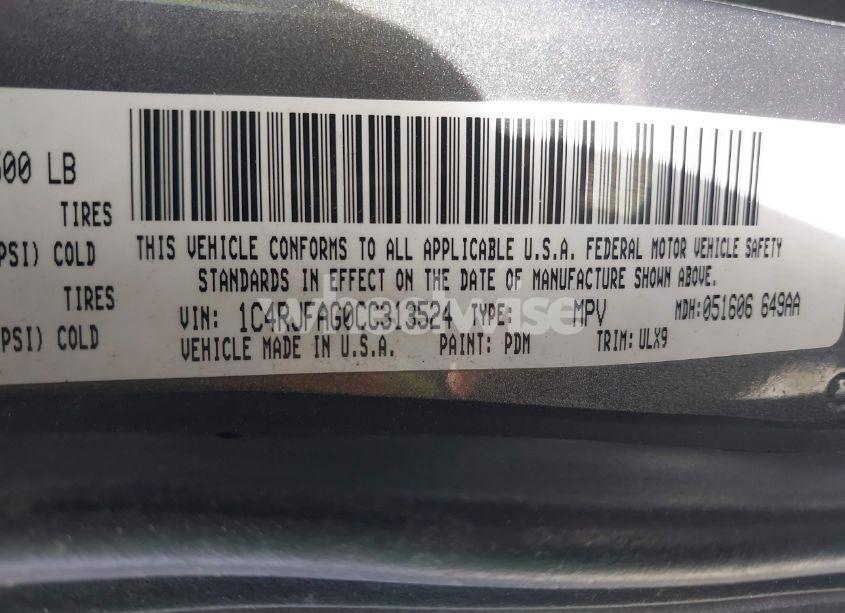 500 LB
TIRES
PSI) COLD
TIRES
PSI) COLD
THIS VEHICLE CONFORMS TO ALL APPLICABLE U.S.A. FEDERAL MOTOR VEHICLE SAFETY
STANDARDS IN EFFECT ON THE DATE OF MANUFACTURE SHOWN ABOVE.
VIN: 1C4RJFAG0CC313524 TYPE: MPV MDH:051606 649AA
VEHICLE MADE IN U.S.A. PAINT: PDM TRIM: ULX9